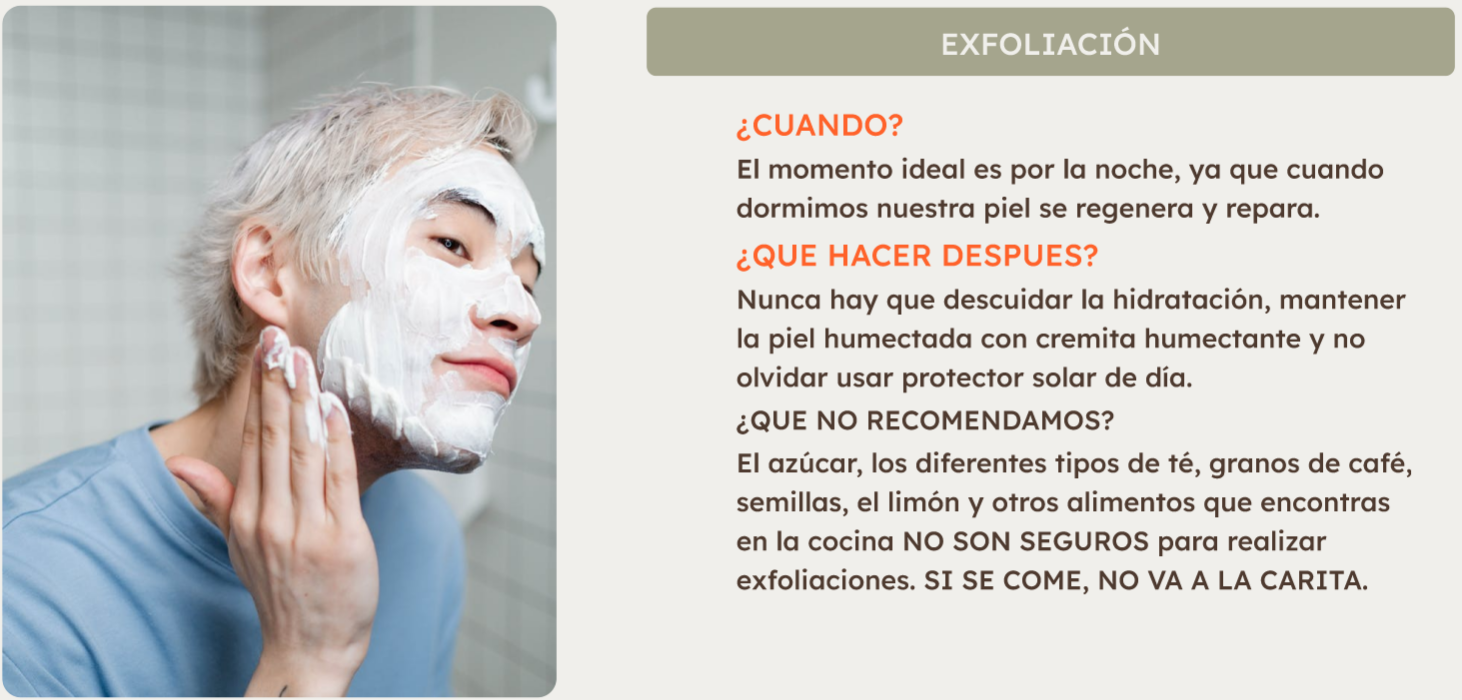 EXFOLIACIÓN
¿CUANDO?
El momento ideal es por la noche, ya que cuando
dormimos nuestra piel se regenera y repara.
¿QUE HACER DESPUES?
Nunca hay que descuidar la hidratación, mantener
la piel humectada con cremita humectante y no
olvidar usar protector solar de día.
¿QUE NO RECOMENDAMOS?
El azúcar, los diferentes tipos de té, granos de café,
semillas, el limón y otros alimentos que encontras
en la cocina NO SON SEGUROS para realizar
exfoliaciones. SI SE COME, NO VA A LA CARITA.